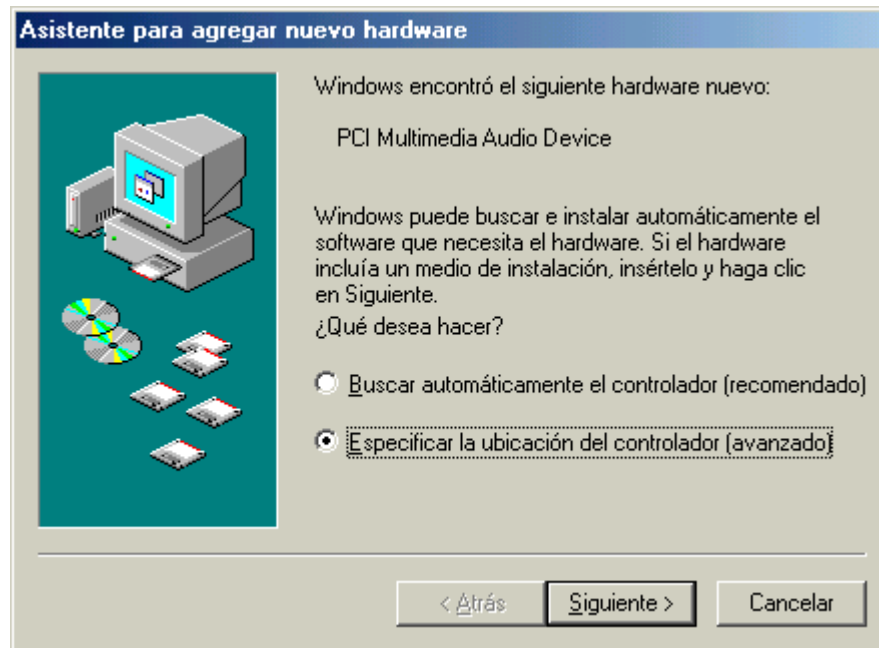 Asistente para agregar nuevo hardware
Windows encontró el siguiente hardware nuevo:
PCI Multimedia Audio Device
Windows puede buscar e instalar automáticamente el
software que necesita el hardware. Si el hardware
incluía un medio de instalación, insértelo y haga clic
en Siguiente.
¿Qué desea hacer?
Buscar automáticamente el controlador (recomendado)
Especificar la ubicación del controlador (avanzado)
< Atrás
Siguiente >
Cancelar